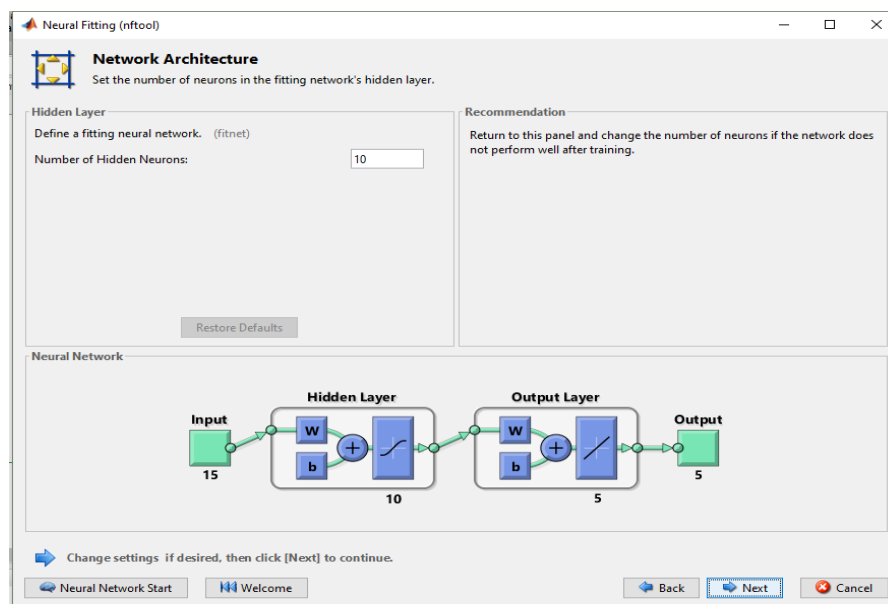 Neural Fitting (nftool)
Network Architecture
Set the number of neurons in the fitting network's hidden layer.
Hidden Layer
Define a fitting neural network. (fitnet)
Number of Hidden Neurons: 10
Restore Defaults
Recommendation
Return to this panel and change the number of neurons if the network does
not perform well after training.
Neural Network
Hidden Layer Output Layer
Input Output
W W
b b
15 10 5 5
Change settings if desired, then click [Next] to continue.
Neural Network Start Welcome Back Next Cancel